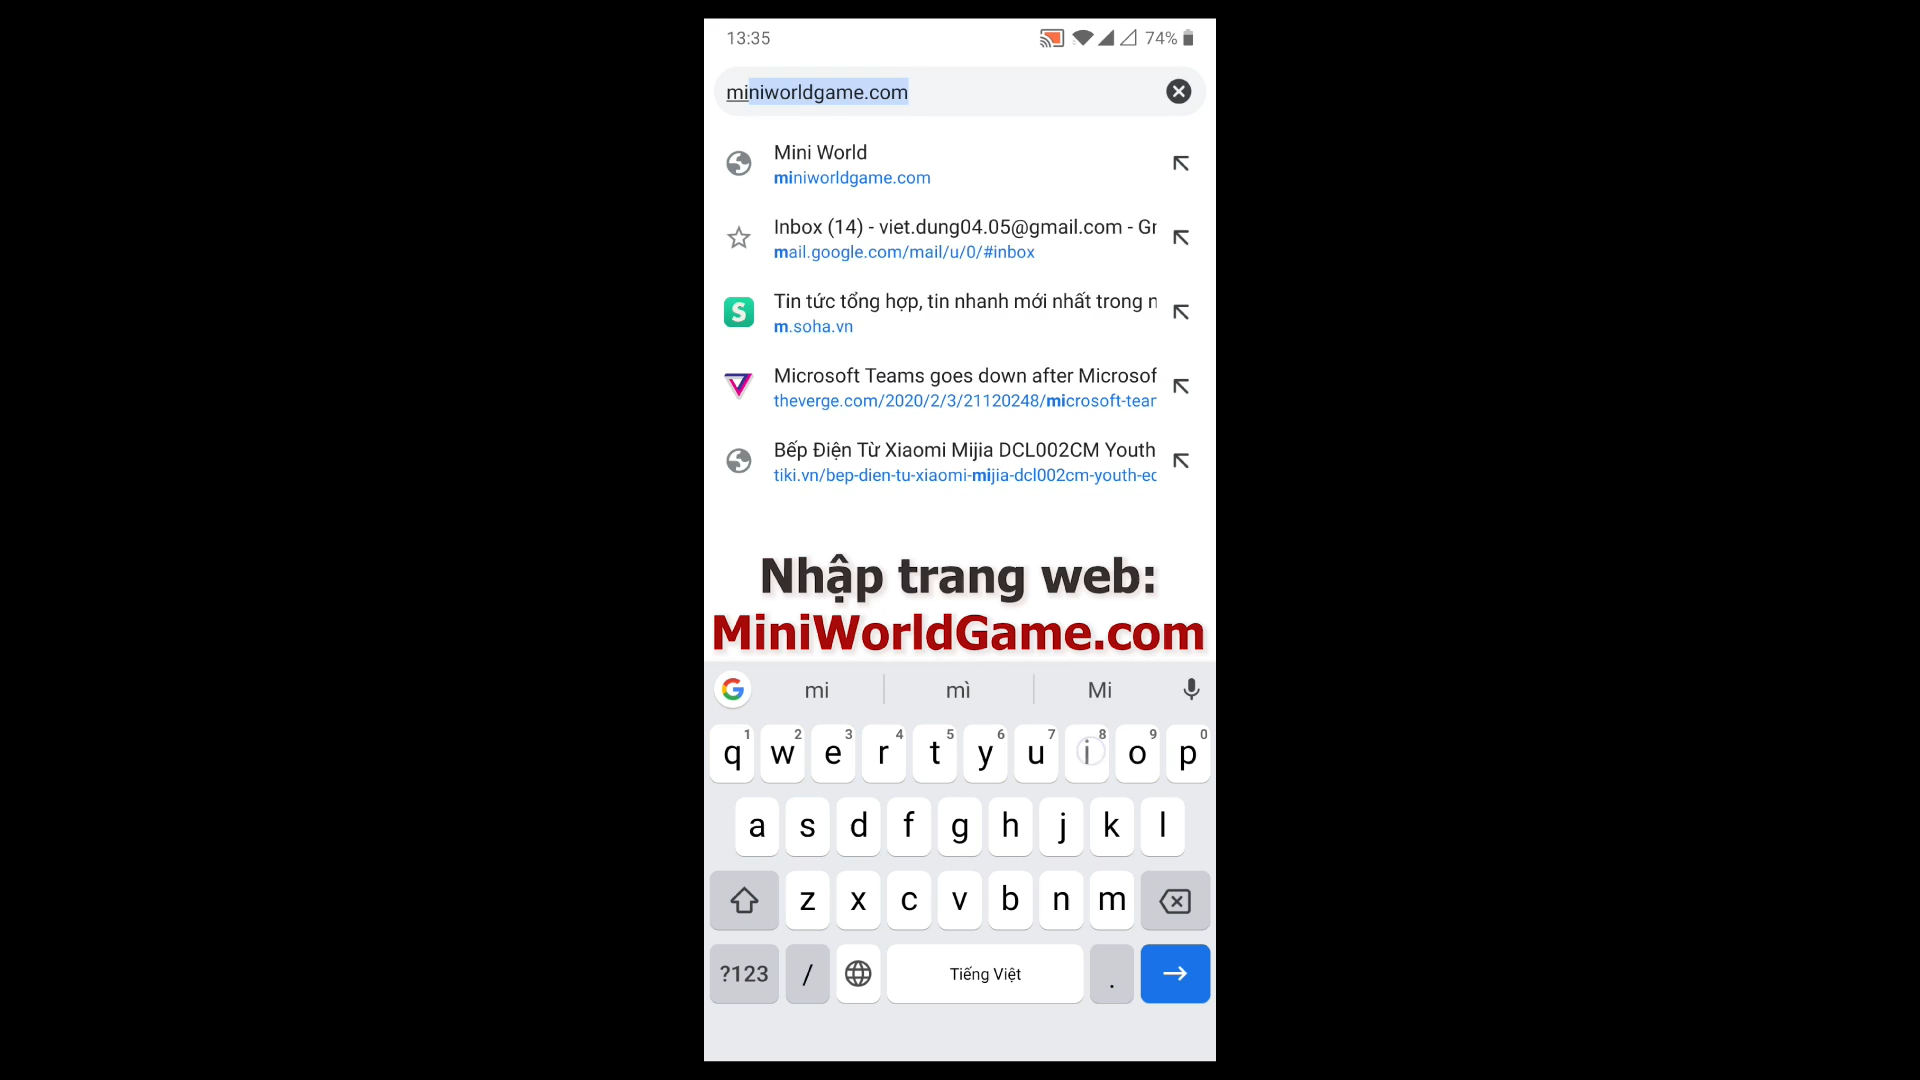 13:35
74%
miniworldgame.com
Mini World
miniworldgame.com
Inbox (14) - viet.dung04.05@gmail.com - Gr
mail.google.com/mail/u/0/#inbox
S
Tin tức tổng hợp, tin nhanh mới nhất trong n
m.soha.vn
Microsoft Teams goes down after Microsof
theverge.com/2020/2/3/21120248/microsoft-tear
Bếp Điện Từ Xiaomi Mijia DCL002CM Youth
tiki.vn/bep-dien-tu-xiaomi-mijia-dcl002cm-youth-ec
Nhập trang web:
MiniWorldGame.com
G mi mì Mi
1 2 3 4 5 6 7 8 9 0
q w e r t y u i o p
a s d f g h j k l
z x c v b n m
?123 / Tiếng Việt .